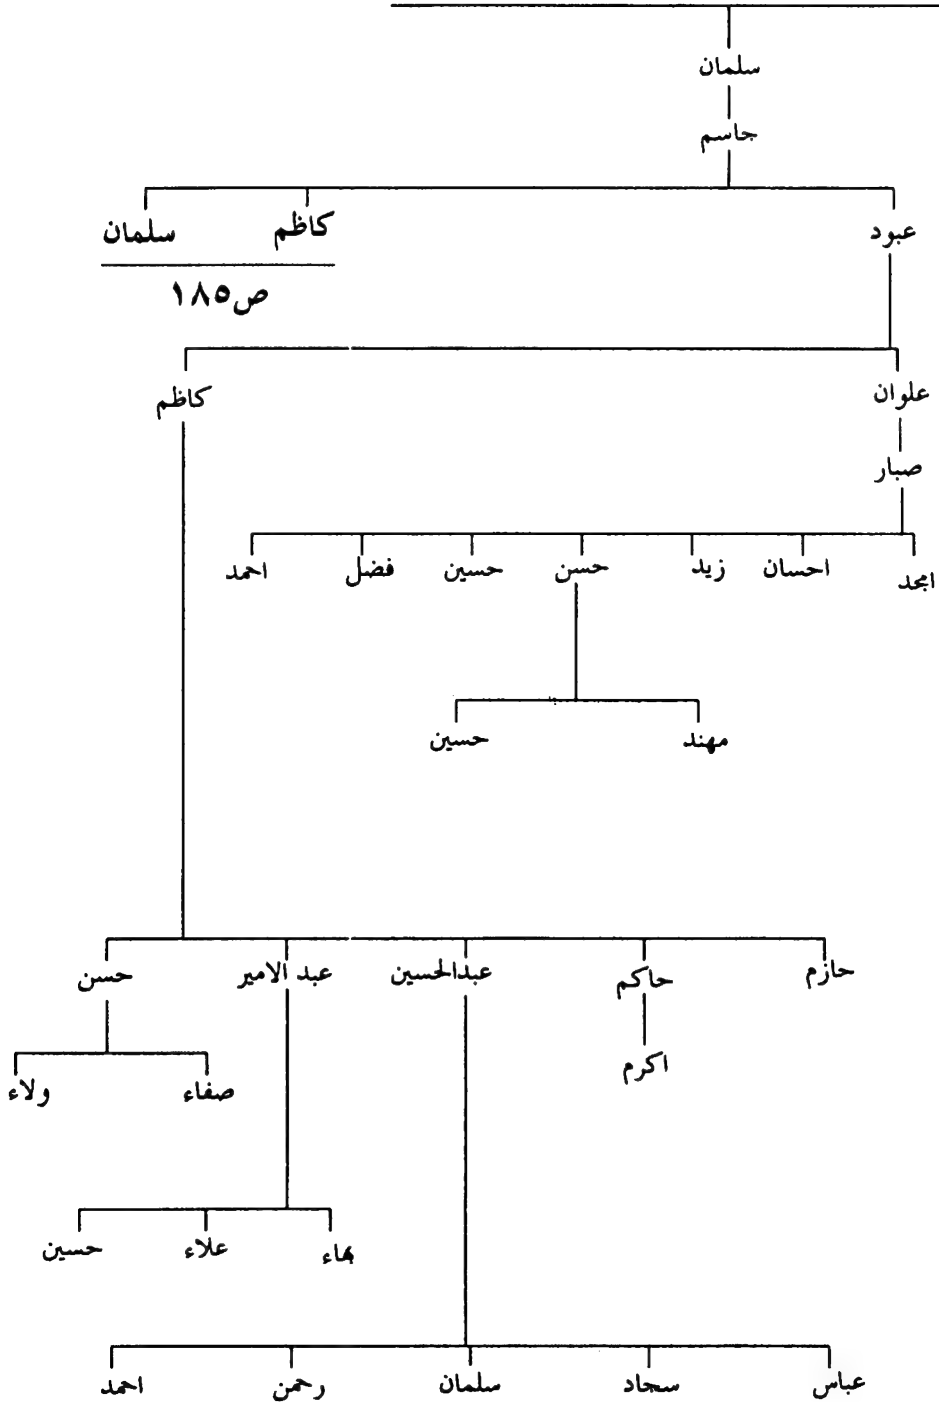 سلمان
جاسم
عبود كاظم سلمان
ص١٨٥
علوان كاظم
صبار
امجد احسان زيد حسن حسين فضل احمد
مهند حسين
حازم حاكم عبدالحسين عبد الامير حسن
اكرم صفاء ولاء
بهاء علاء حسين
عباس سجاد سلمان رحمن احمد